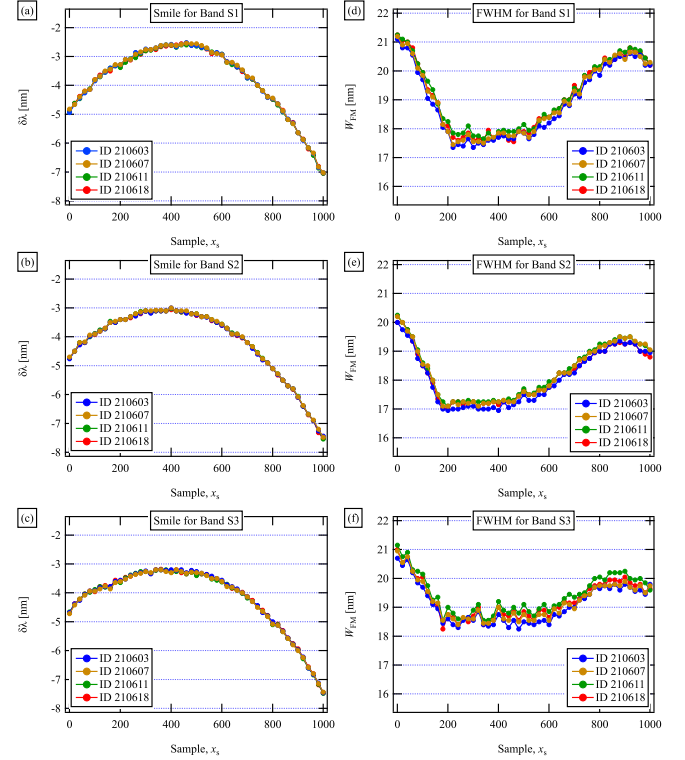 (a)
Smile for Band S1
-2
-3
-4
-5
-6
-7
-8
δλ [nm]
ID 210603
ID 210607
ID 210611
ID 210618
0 200 400 600 800 1000
Sample, xs
(d)
FWHM for Band S1
22
21
20
19
18
17
16
WFM [nm]
ID 210603
ID 210607
ID 210611
ID 210618
0 200 400 600 800 1000
Sample, xs
(b)
Smile for Band S2
-2
-3
-4
-5
-6
-7
-8
δλ [nm]
ID 210603
ID 210607
ID 210611
ID 210618
0 200 400 600 800 1000
Sample, xs
(e)
FWHM for Band S2
22
21
20
19
18
17
16
WFM [nm]
ID 210603
ID 210607
ID 210611
ID 210618
0 200 400 600 800 1000
Sample, xs
(c)
Smile for Band S3
-2
-3
-4
-5
-6
-7
-8
δλ [nm]
ID 210603
ID 210607
ID 210611
ID 210618
0 200 400 600 800 1000
Sample, xs
(f)
FWHM for Band S3
22
21
20
19
18
17
16
WFM [nm]
ID 210603
ID 210607
ID 210611
ID 210618
0 200 400 600 800 1000
Sample, xs